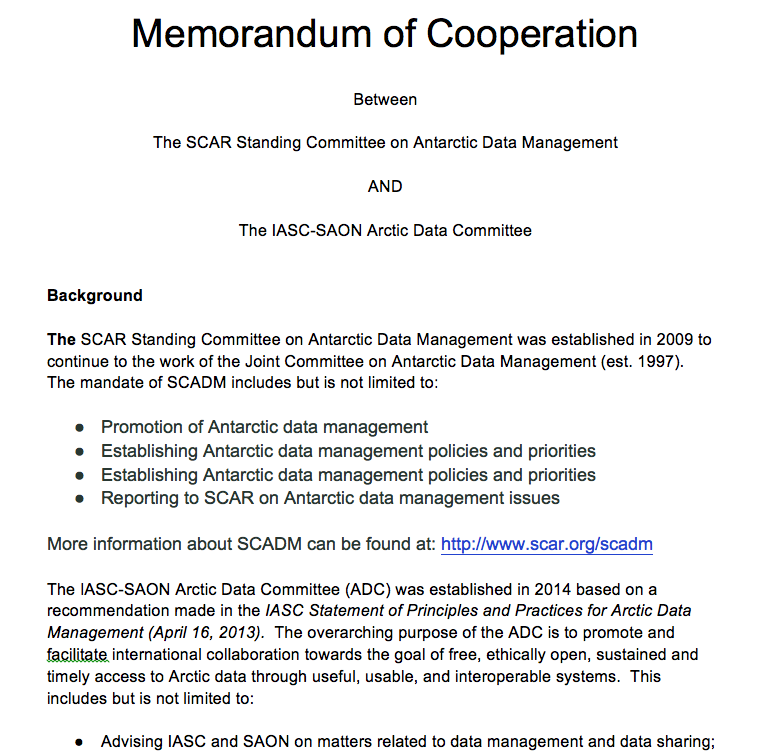 Memorandum of Cooperation
Between
The SCAR Standing Committee on Antarctic Data Management
AND
The IASC-SAON Arctic Data Committee
Background
The SCAR Standing Committee on Antarctic Data Management was established in 2009 to
continue to the work of the Joint Committee on Antarctic Data Management (est. 1997).
The mandate of SCADM includes but is not limited to:
● Promotion of Antarctic data management
● Establishing Antarctic data management policies and priorities
● Establishing Antarctic data management policies and priorities
● Reporting to SCAR on Antarctic data management issues
More information about SCADM can be found at: http://www.scar.org/scadm
The IASC-SAON Arctic Data Committee (ADC) was established in 2014 based on a
recommendation made in the IASC Statement of Principles and Practices for Arctic Data
Management (April 16, 2013). The overarching purpose of the ADC is to promote and
facilitate international collaboration towards the goal of free, ethically open, sustained and
timely access to Arctic data through useful, usable, and interoperable systems. This
includes but is not limited to:
● Advising IASC and SAON on matters related to data management and data sharing;